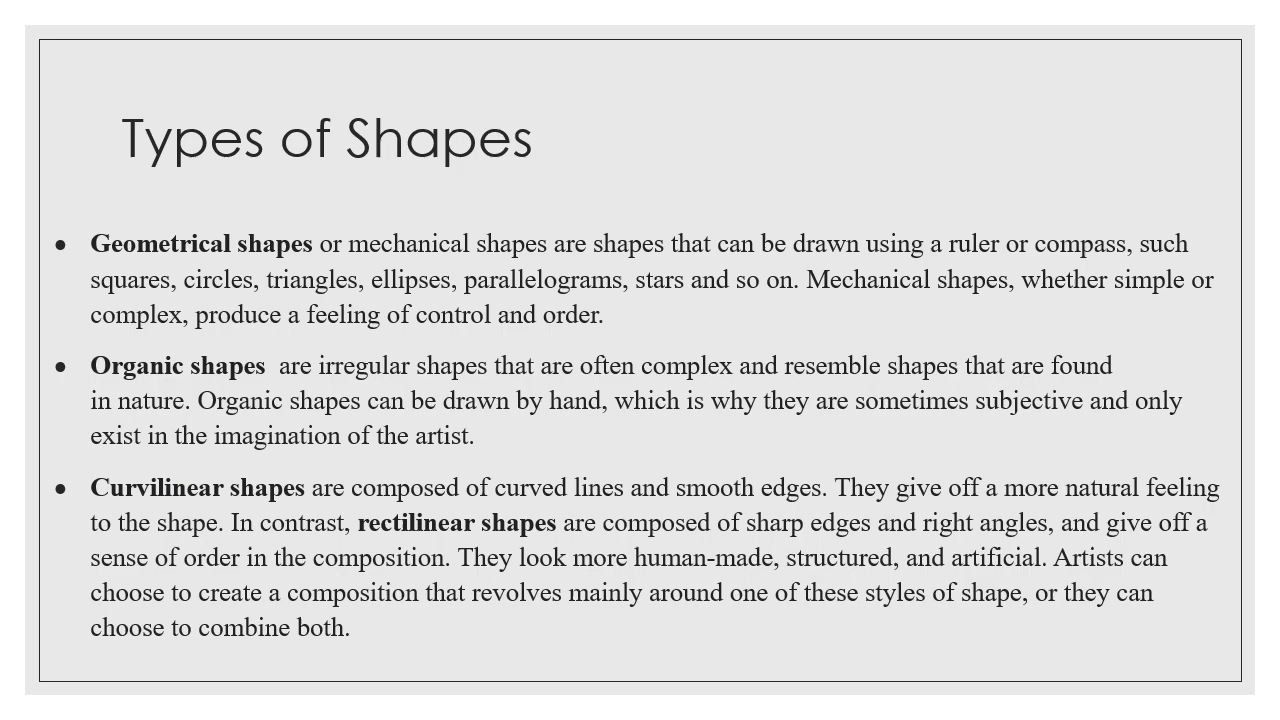 Types of Shapes
● Geometrical shapes or mechanical shapes are shapes that can be drawn using a ruler or compass, such
squares, circles, triangles, ellipses, parallelograms, stars and so on. Mechanical shapes, whether simple or
complex, produce a feeling of control and order.
● Organic shapes  are irregular shapes that are often complex and resemble shapes that are found
in nature. Organic shapes can be drawn by hand, which is why they are sometimes subjective and only
exist in the imagination of the artist.
● Curvilinear shapes are composed of curved lines and smooth edges. They give off a more natural feeling
to the shape. In contrast, rectilinear shapes are composed of sharp edges and right angles, and give off a
sense of order in the composition. They look more human-made, structured, and artificial. Artists can
choose to create a composition that revolves mainly around one of these styles of shape, or they can
choose to combine both.